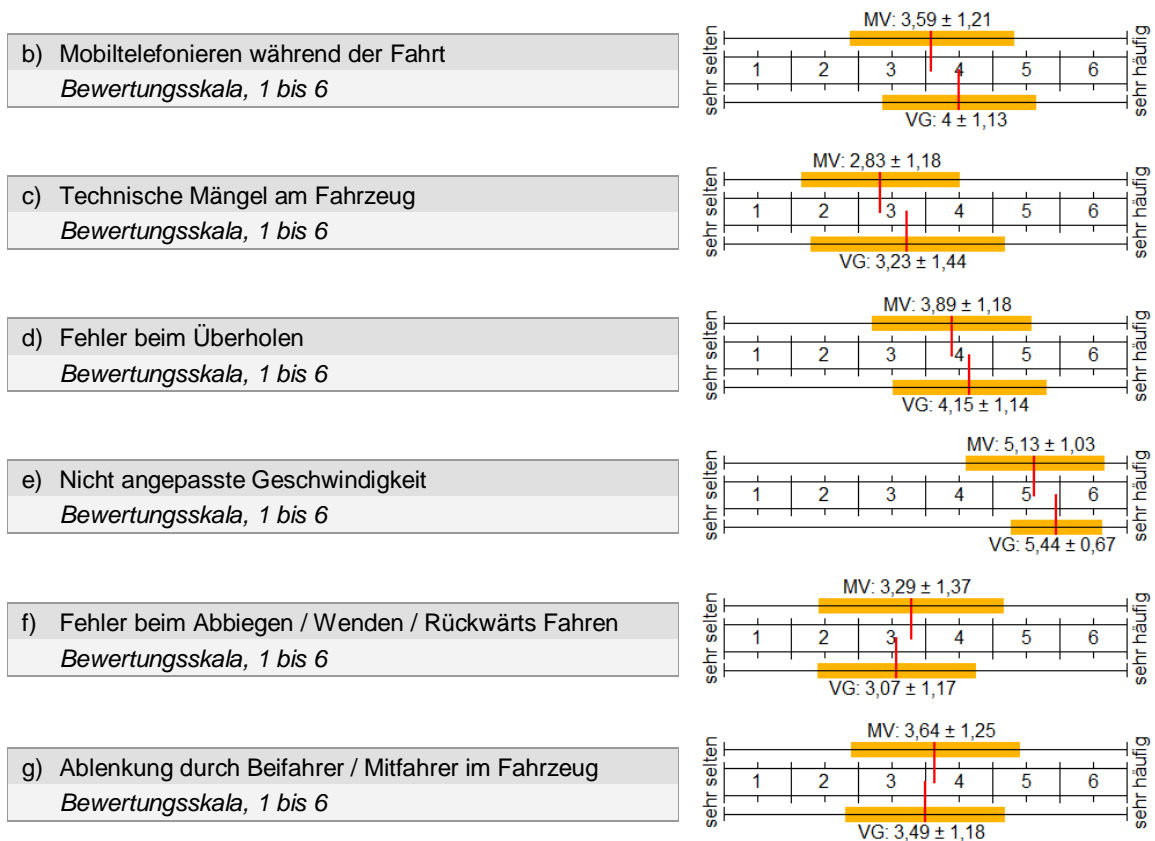 b) Mobiltelefonieren während der Fahrt
Bewertungsskala, 1 bis 6
MV: 3,59 ± 1,21
sehr selten 1 2 3 4 5 6 sehr häufig
VG: 4 ± 1,13
c) Technische Mängel am Fahrzeug
Bewertungsskala, 1 bis 6
MV: 2,83 ± 1,18
sehr selten 1 2 3 4 5 6 sehr häufig
VG: 3,23 ± 1,44
d) Fehler beim Überholen
Bewertungsskala, 1 bis 6
MV: 3,89 ± 1,18
sehr selten 1 2 3 4 5 6 sehr häufig
VG: 4,15 ± 1,14
e) Nicht angepasste Geschwindigkeit
Bewertungsskala, 1 bis 6
MV: 5,13 ± 1,03
sehr selten 1 2 3 4 5 6 sehr häufig
VG: 5,44 ± 0,67
f) Fehler beim Abbiegen / Wenden / Rückwärts Fahren
Bewertungsskala, 1 bis 6
MV: 3,29 ± 1,37
sehr selten 1 2 3 4 5 6 sehr häufig
VG: 3,07 ± 1,17
g) Ablenkung durch Beifahrer / Mitfahrer im Fahrzeug
Bewertungsskala, 1 bis 6
MV: 3,64 ± 1,25
sehr selten 1 2 3 4 5 6 sehr häufig
VG: 3,49 ± 1,18